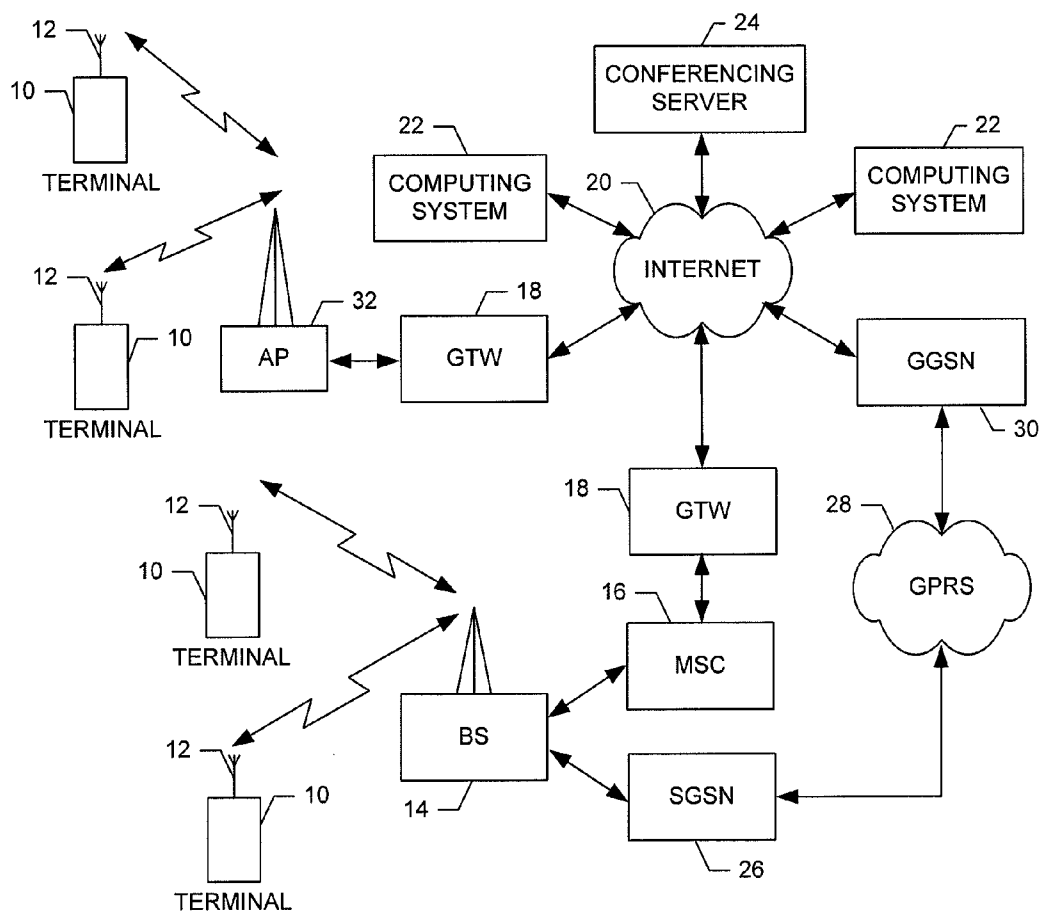 24
12
CONFERENCING
SERVER
10
22
22
TERMINAL
COMPUTING
SYSTEM
20
COMPUTING
SYSTEM
12
INTERNET
32
18
10
AP
GTW
GGSN
TERMINAL
30
12
18
GTW
28
10
GPRS
16
TERMINAL
MSC
BS
12
10
14
SGSN
26
TERMINAL